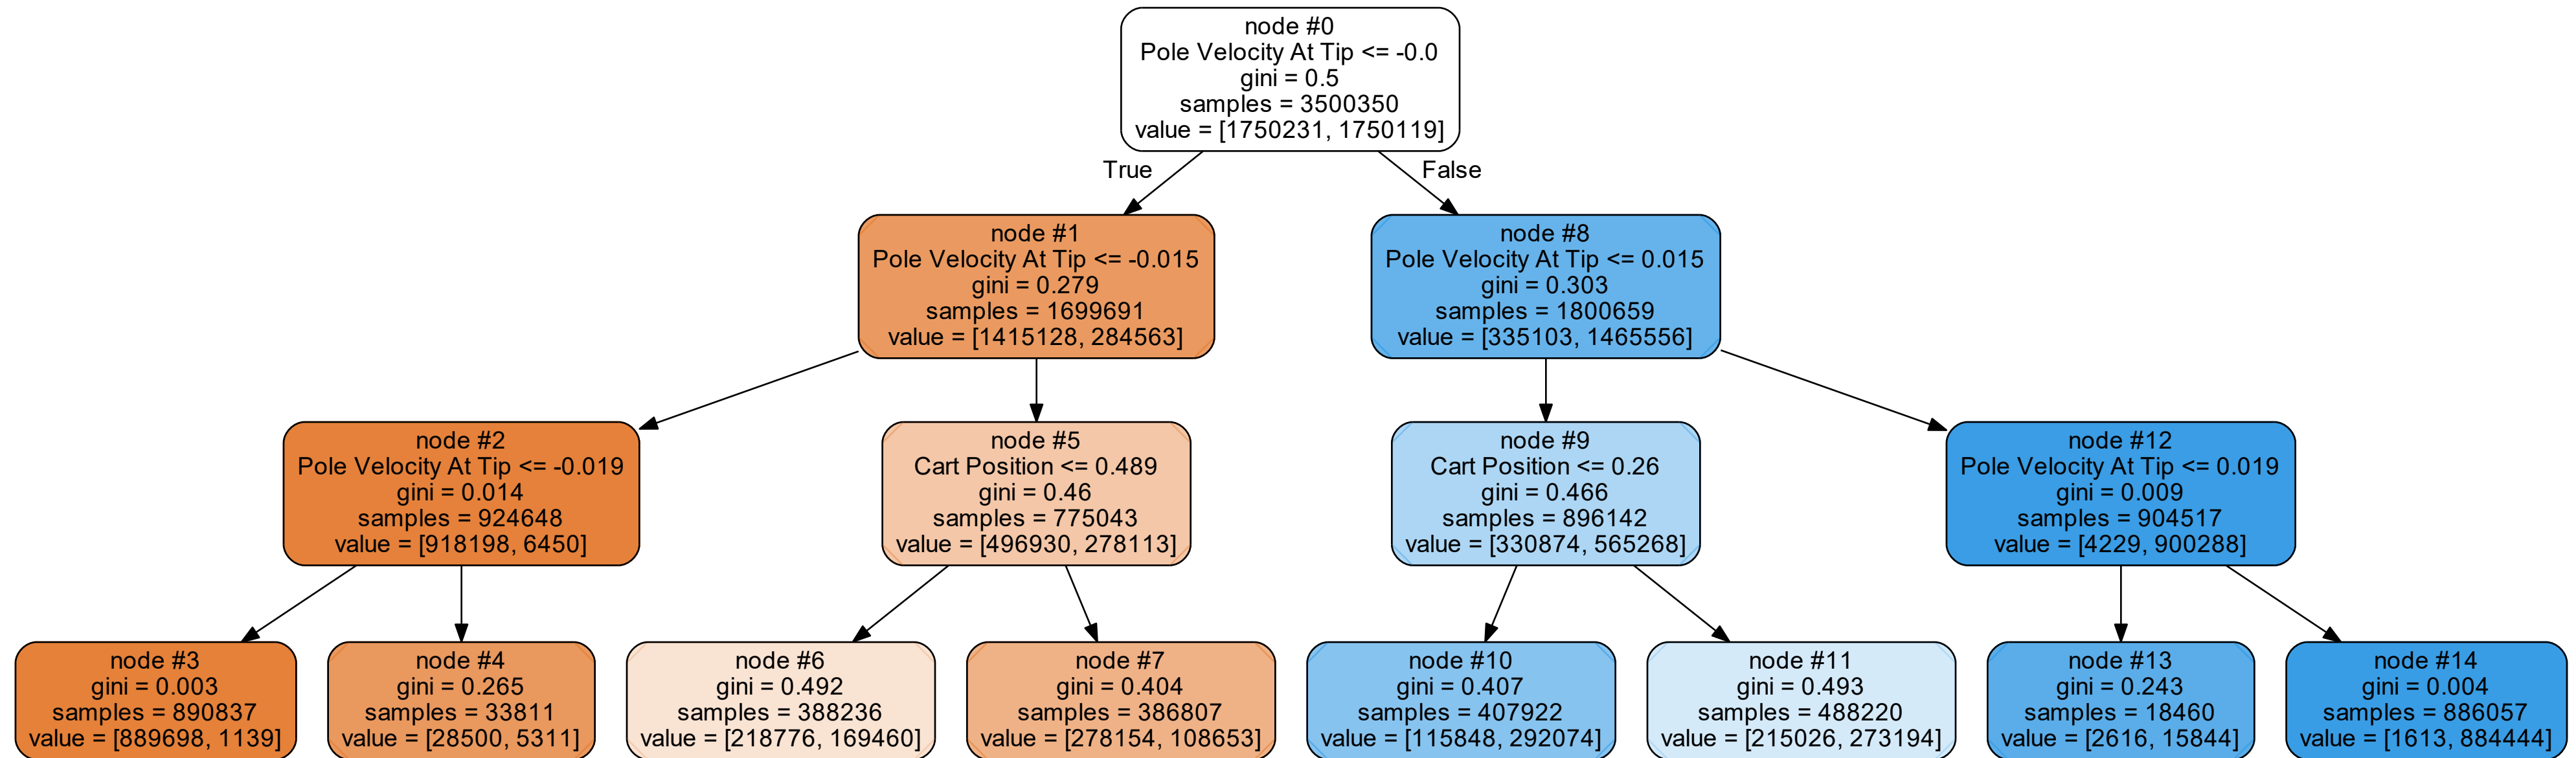 node #0
Pole Velocity At Tip <= -0.0
gini = 0.5
samples = 3500350
value = [1750231, 1750119]
True
False
node #1
Pole Velocity At Tip <= -0.015
gini = 0.279
samples = 1699691
value = [1415128, 284563]
node #8
Pole Velocity At Tip <= 0.015
gini = 0.303
samples = 1800659
value = [335103, 1465556]
node #2
Pole Velocity At Tip <= -0.019
gini = 0.014
samples = 924648
value = [918198, 6450]
node #5
Cart Position <= 0.489
gini = 0.46
samples = 775043
value = [496930, 278113]
node #9
Cart Position <= 0.26
gini = 0.466
samples = 896142
value = [330874, 565268]
node #12
Pole Velocity At Tip <= 0.019
gini = 0.009
samples = 904517
value = [4229, 900288]
node #3
gini = 0.003
samples = 890837
value = [889698, 1139]
node #4
gini = 0.265
samples = 33811
value = [28500, 5311]
node #6
gini = 0.492
samples = 388236
value = [218776, 169460]
node #7
gini = 0.404
samples = 386807
value = [278154, 108653]
node #10
gini = 0.407
samples = 407922
value = [115848, 292074]
node #11
gini = 0.493
samples = 488220
value = [215026, 273194]
node #13
gini = 0.243
samples = 18460
value = [2616, 15844]
node #14
gini = 0.004
samples = 886057
value = [1613, 884444]